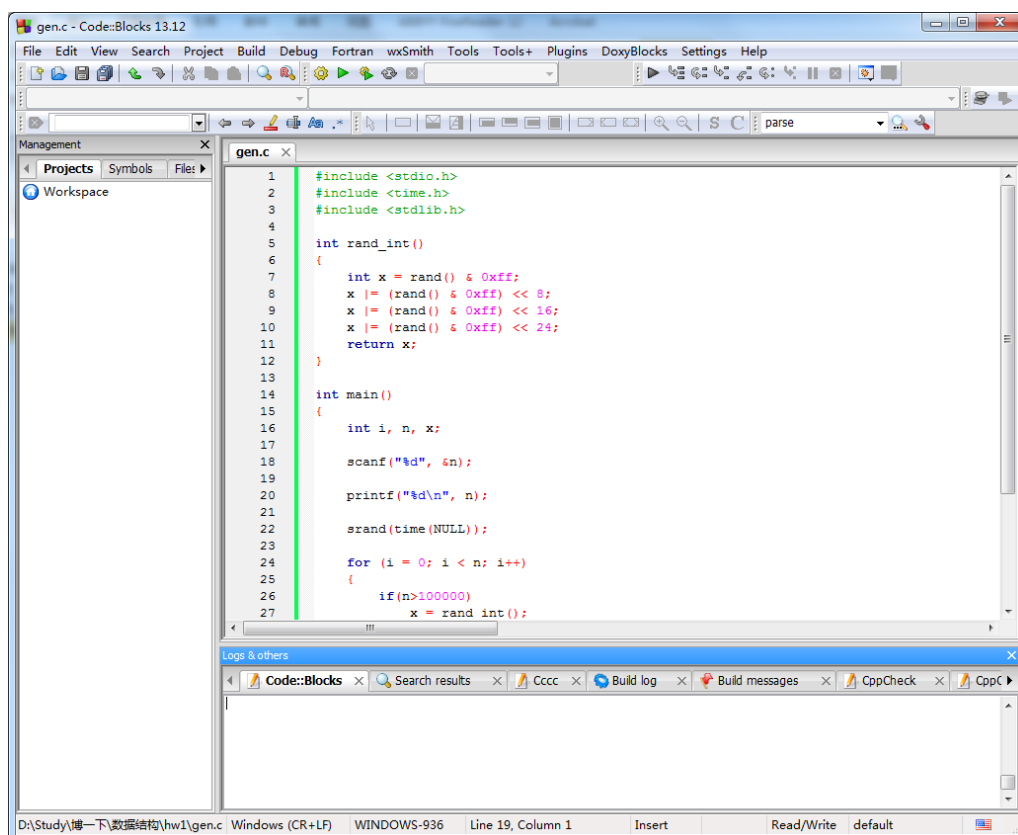 gen.c - Code::Blocks 13.12
File Edit View Search Project Build Debug Fortran wxSmith Tools Tools+ Plugins DoxyBlocks Settings Help
Aa .* S C parse
Management
Projects Symbols Files
Workspace
gen.c
1 #include <stdio.h>
2 #include <time.h>
3 #include <stdlib.h>
4
5 int rand_int()
6 {
7 int x = rand() & 0xff;
8 x |= (rand() & 0xff) << 8;
9 x |= (rand() & 0xff) << 16;
10 x |= (rand() & 0xff) << 24;
11 return x;
12 }
13
14 int main()
15 {
16 int i, n, x;
17
18 scanf("%d", &n);
19
20 printf("%d\n", n);
21
22 srand(time(NULL));
23
24 for (i = 0; i < n; i++)
25 {
26 if(n>100000)
27 x = rand_int();
Logs & others
Code::Blocks Search results Cccc Build log Build messages CppCheck CppC
D:\Study\博一下\数据结构\hw1\gen.c Windows (CR+LF) WINDOWS-936 Line 19, Column 1 Insert Read/Write default